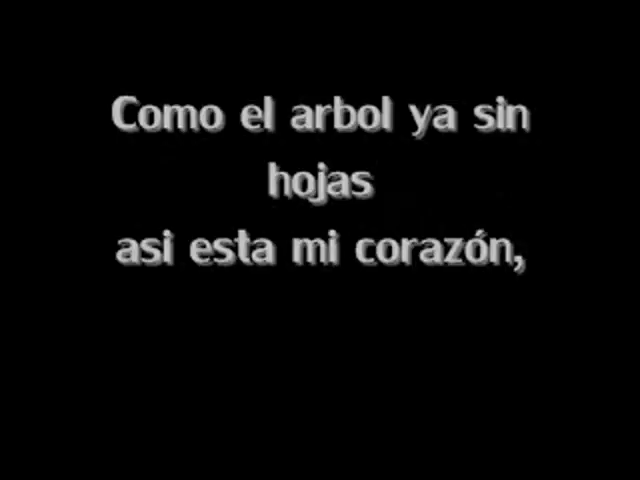 Como el arbol ya sin
hojas
asi esta mi corazón,